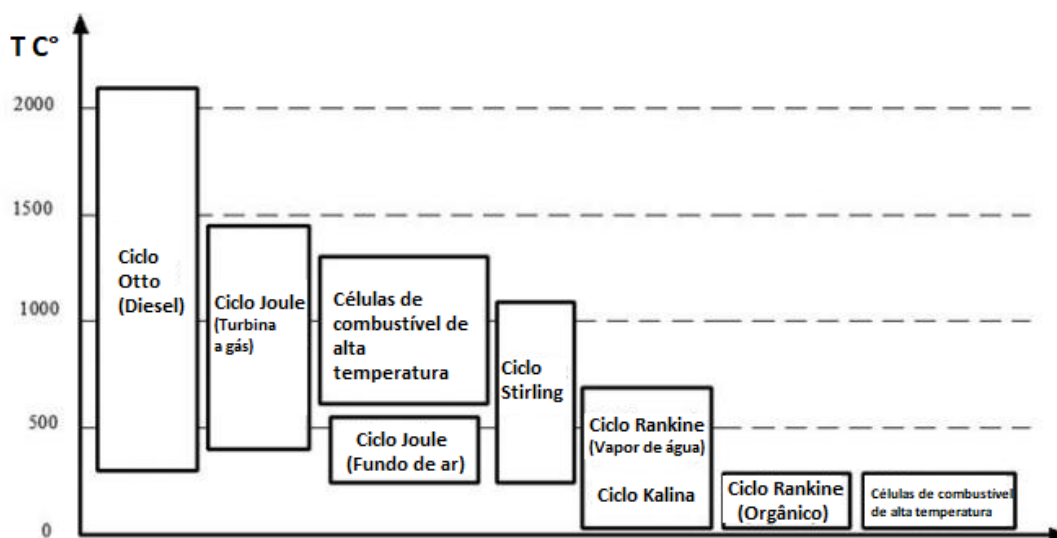 T C°
2000
1500
1000
500
0
Ciclo
Otto
(Diesel)
Ciclo Joule
(Turbina
a gás)
Células de
combustível de
alta
temperatura
Ciclo Joule
(Fundo de ar)
Ciclo
Stirling
Ciclo Rankine
(Vapor de água)
Ciclo Kalina
Ciclo Rankine
(Orgânico)
Células de combustível
de alta temperatura